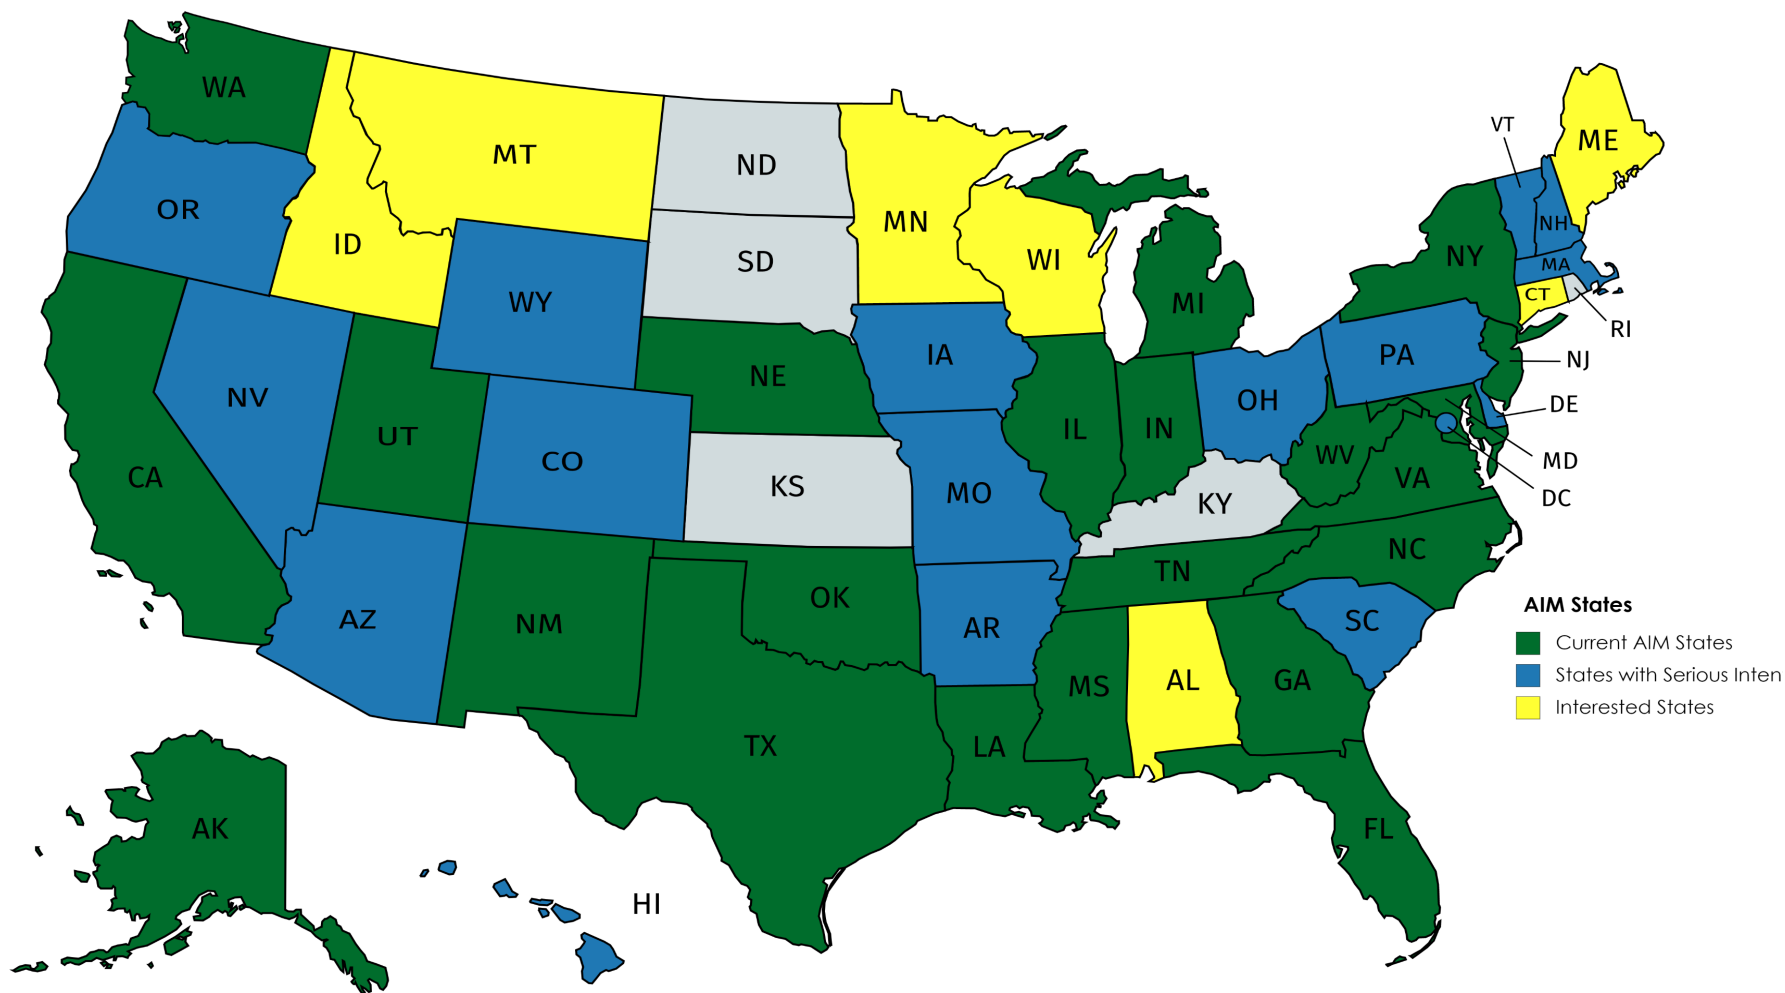 WA
MT
ND
MN
VT
ME
OR
ID
SD
WI
NH
NY
MA
WY
MI
CT
RI
IA
PA
NE
NJ
NV
OH
DE
UT
IL
IN
CO
WV
MD
CA
KS
MO
KY
VA
DC
NC
TN
OK
AZ
NM
AR
SC
AIM States
Current AIM States
MS
AL
GA
States with Serious Inten
Interested States
TX
LA
AK
FL
HI